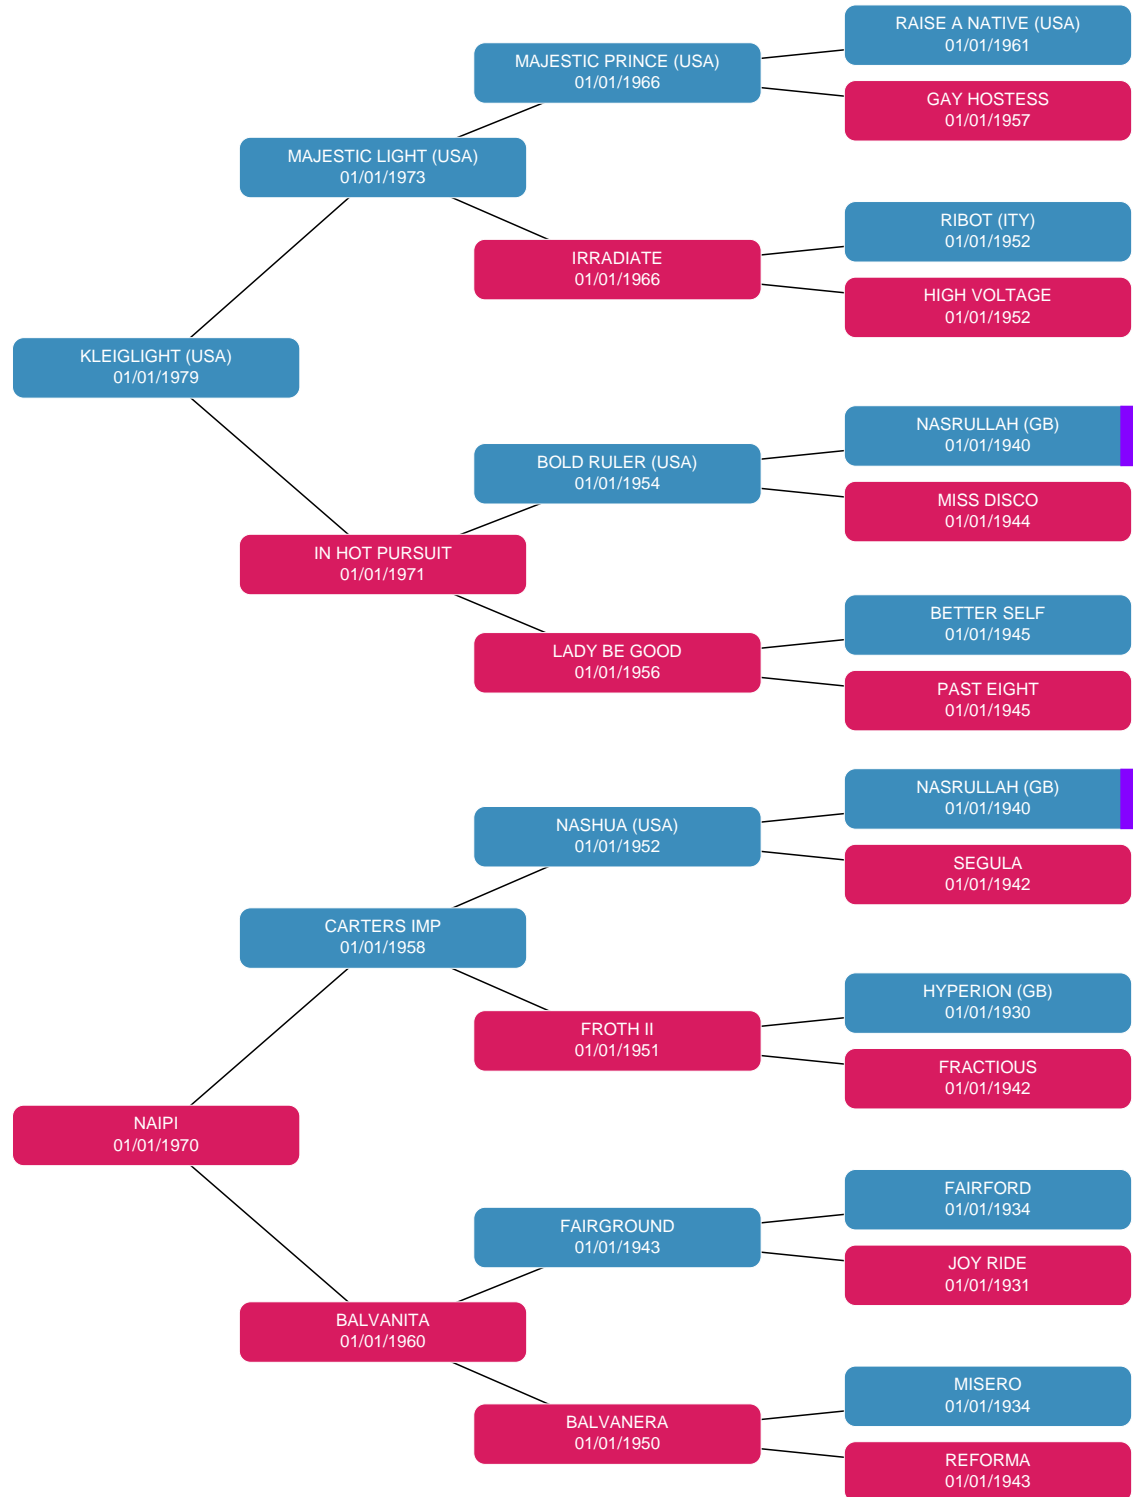 RAISE A NATIVE (USA)
01/01/1961
MAJESTIC PRINCE (USA)
01/01/1966
GAY HOSTESS
01/01/1957
MAJESTIC LIGHT (USA)
01/01/1973
RIBOT (ITY)
01/01/1952
IRRADIATE
01/01/1966
HIGH VOLTAGE
01/01/1952
KLEIGLIGHT (USA)
01/01/1979
NASRULLAH (GB)
01/01/1940
BOLD RULER (USA)
01/01/1954
MISS DISCO
01/01/1944
IN HOT PURSUIT
01/01/1971
BETTER SELF
01/01/1945
LADY BE GOOD
01/01/1956
PAST EIGHT
01/01/1945
NASRULLAH (GB)
01/01/1940
NASHUA (USA)
01/01/1952
SEGULA
01/01/1942
CARTERS IMP
01/01/1958
HYPERION (GB)
01/01/1930
FROTH II
01/01/1951
FRACTIOUS
01/01/1942
NAIPI
01/01/1970
FAIRFORD
01/01/1934
FAIRGROUND
01/01/1943
JOY RIDE
01/01/1931
BALVANITA
01/01/1960
MISERO
01/01/1934
BALVANERA
01/01/1950
REFORMA
01/01/1943